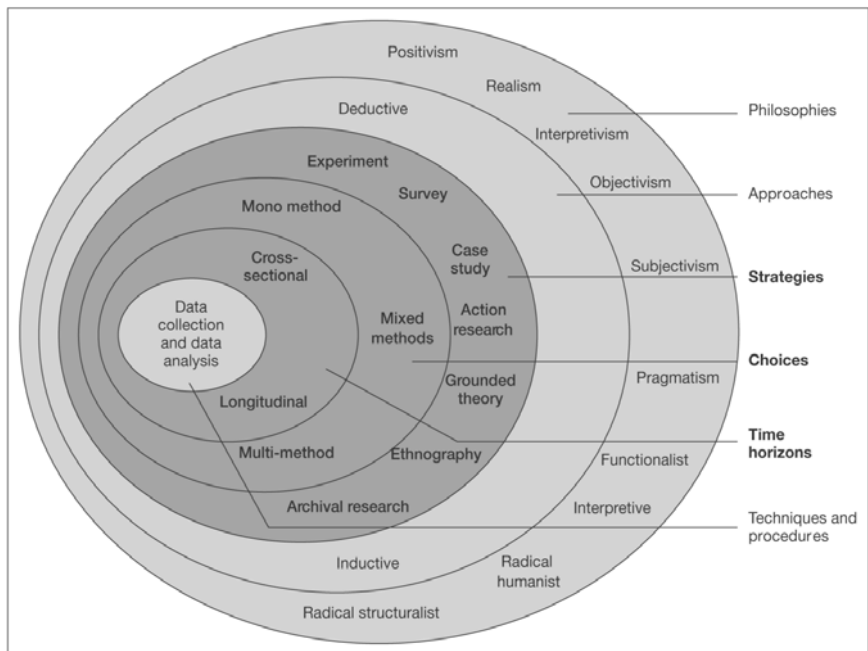 Positivism
Realism
Philosophies
Deductive
Interpretivism
Experiment
Objectivism
Approaches
Survey
Mono method
Cross-
sectional
Case
study
Subjectivism
Strategies
Data
collection
and data
analysis
Mixed
methods
Action
research
Choices
Pragmatism
Grounded
theory
Longitudinal
Time
horizons
Multi-method
Ethnography
Functionalist
Archival research
Interpretive
Techniques and
procedures
Inductive
Radical
humanist
Radical structuralist